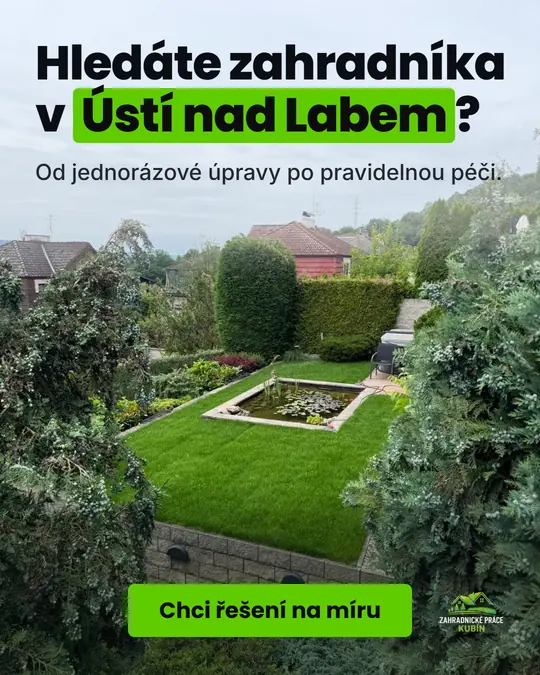 Hledáte zahradníka
v Ústí nad Labem?
Od jednorázové úpravy po pravidelnou péči.
Chci řešení na míru
ZAHRADNICKÉ PRÁCE
KUBÍN